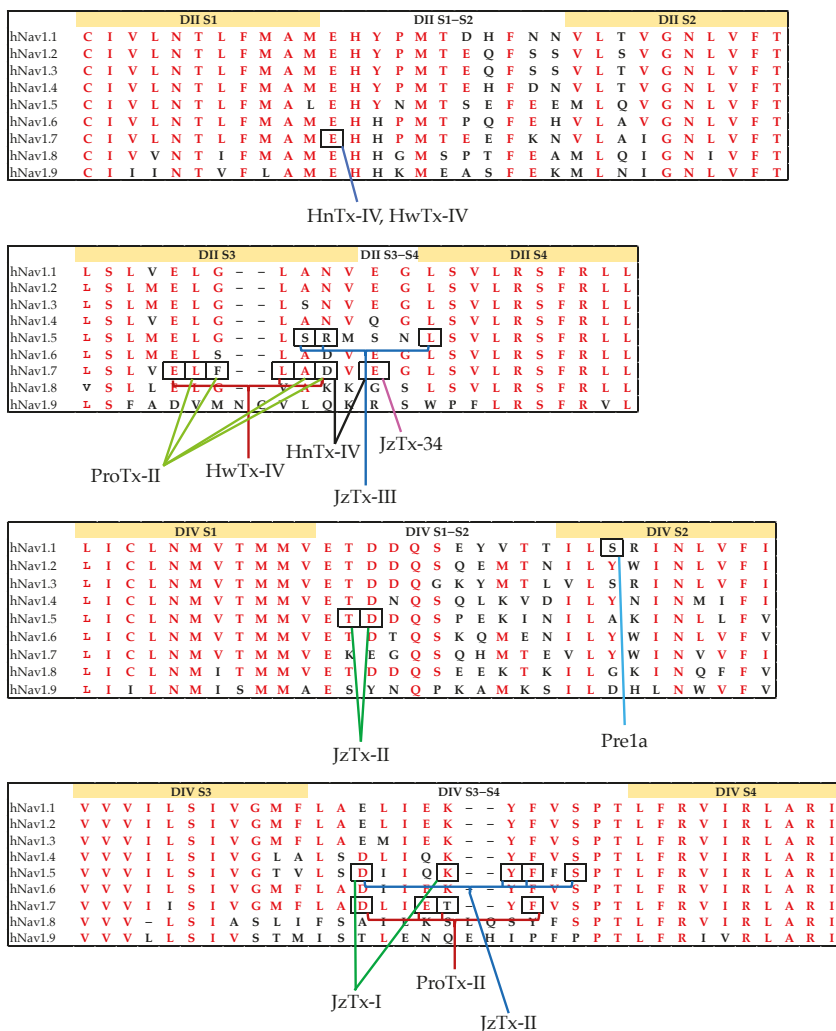 DII S1 DII S1–S2 DII S2
hNav1.1 C I V L N T L F M A M E H Y P M T D H F N N V L T V G N L V F T
hNav1.2 C I V L N T L F M A M E H Y P M T E Q F S S V L S V G N L V F T
hNav1.3 C I V L N T L F M A M E H Y P M T E Q F S S V L T V G N L V F T
hNav1.4 C I V L N T L F M A M E H Y P M T E H F D N V L T V G N L V F T
hNav1.5 C I V L N T L F M A L E H Y N M T S E F E E M L Q V G N L V F T
hNav1.6 C I V L N T L F M A M E H H P M T P Q F E H V L A V G N L V F T
hNav1.7 C I V L N T L F M A M E H H P M T E E F K N V L A I G N L V F T
hNav1.8 C I V V N T I F M A M E H H G M S P T F E A M L Q I G N I V F T
hNav1.9 C I I I N T V F L A M E H H K M E A S F E K M L N I G N L V F T
HnTx-IV, HwTx-IV
DII S3 DII S3–S4 DII S4
hNav1.1 L S L V E L G – – L A N V E G L S V L R S F R L L
hNav1.2 L S L M E L G – – L A N V E G L S V L R S F R L L
hNav1.3 L S L M E L G – – L S N V E G L S V L R S F R L L
hNav1.4 L S L V E L G – – L A N V Q G L S V L R S F R L L
hNav1.5 L S L V E L G – – L S R M S N L S V L R S F R L L
hNav1.6 L S L M E L S – – L A D V E G L S V L R S F R L L
hNav1.7 L S L V E L F – – L A D V E G L S V L R S F R L L
hNav1.8 V S L L E L G – – V A K K G S L S V L R S F R L L
hNav1.9 L S F A D V M N C V L Q K R S W P F L R S F R V L
ProTx-II HwTx-IV HnTx-IV JzTx-34
JzTx-III
DIV S1 DIV S1–S2 DIV S2
hNav1.1 L I C L N M V T M M V E T D D Q S E Y V T T I L S R I N L V F I
hNav1.2 L I C L N M V T M M V E T D D Q S Q E M T N I L Y W I N L V F I
hNav1.3 L I C L N M V T M M V E T D D Q G K Y M T L V L S R I N L V F I
hNav1.4 L I C L N M V T M M V E T D N Q S Q L K V D I L Y N I N M I F I
hNav1.5 L I C L N M V T M M V E T D D Q S P E K I N I L A K I N L L F V
hNav1.6 L I C L N M V T M M V E T D T Q S K Q M E N I L Y W I N L V F V
hNav1.7 L I C L N M V T M M V E K E G Q S Q H M T E V L Y W I N V V F I
hNav1.8 L I C L N M I T M M V E T D D Q S E E K T K I L G K I N Q F F V
hNav1.9 L I I L N M I S M M A E S Y N Q P K A M K S I L D H L N W V F V
JzTx-II Pre1a
DIV S3 DIV S3–S4 DIV S4
hNav1.1 V V V I L S I V G M F L A E L I E K – – Y F V S P T L F R V I R L A R I
hNav1.2 V V V I L S I V G M F L A E L I E K – – Y F V S P T L F R V I R L A R I
hNav1.3 V V V I L S I V G M F L A E M I E K – – Y F V S P T L F R V I R L A R I
hNav1.4 V V V I L S I V G L A L S D L I Q K – – Y F V S P T L F R V I R L A R I
hNav1.5 V V V I L S I V G T V L S D I I Q K – – Y F F S P T L F R V I R L A R I
hNav1.6 V V V I L S I V G M F L A D I I E K – – Y F V S P T L F R V I R L A R I
hNav1.7 V V V I I S I V G M F L A D L I E T – – Y F V S P T L F R V I R L A R I
hNav1.8 V V V – L S I A S L I F S A I L K S L Q S Y F S P T L F R V I R L A R I
hNav1.9 V V V L L S I V S T M I S T L E N Q E H I P F P P T L F R I V R L A R I
JzTx-I ProTx-II
JzTx-II